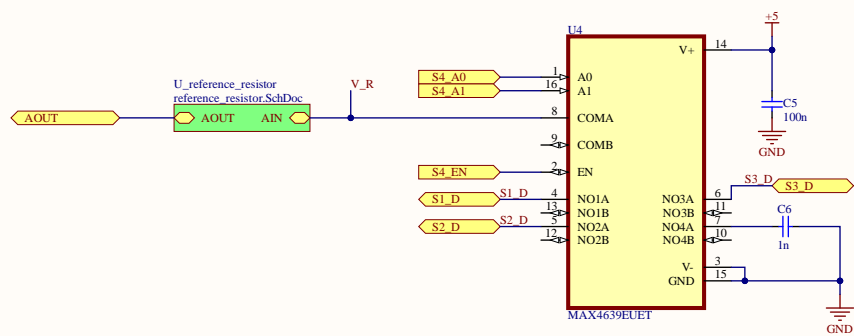 U4
+5
V+
14
U_reference_resistor
reference_resistor.SchDoc
V_R
S4_A0
1
A0
S4_A1
16
A1
C5
100n
AOUT
AOUT
AIN
8
COMA
9
COMB
GND
S4_EN
2
EN
S1_D
S1_D
4
NO1A
NO3A
6
S3_D
S3_D
13
NO1B
NO3B
11
S2_D
S2_D
5
NO2A
NO4A
7
C6
12
NO2B
NO4B
10
1n
V-
3
GND
15
MAX4639EUET
GND